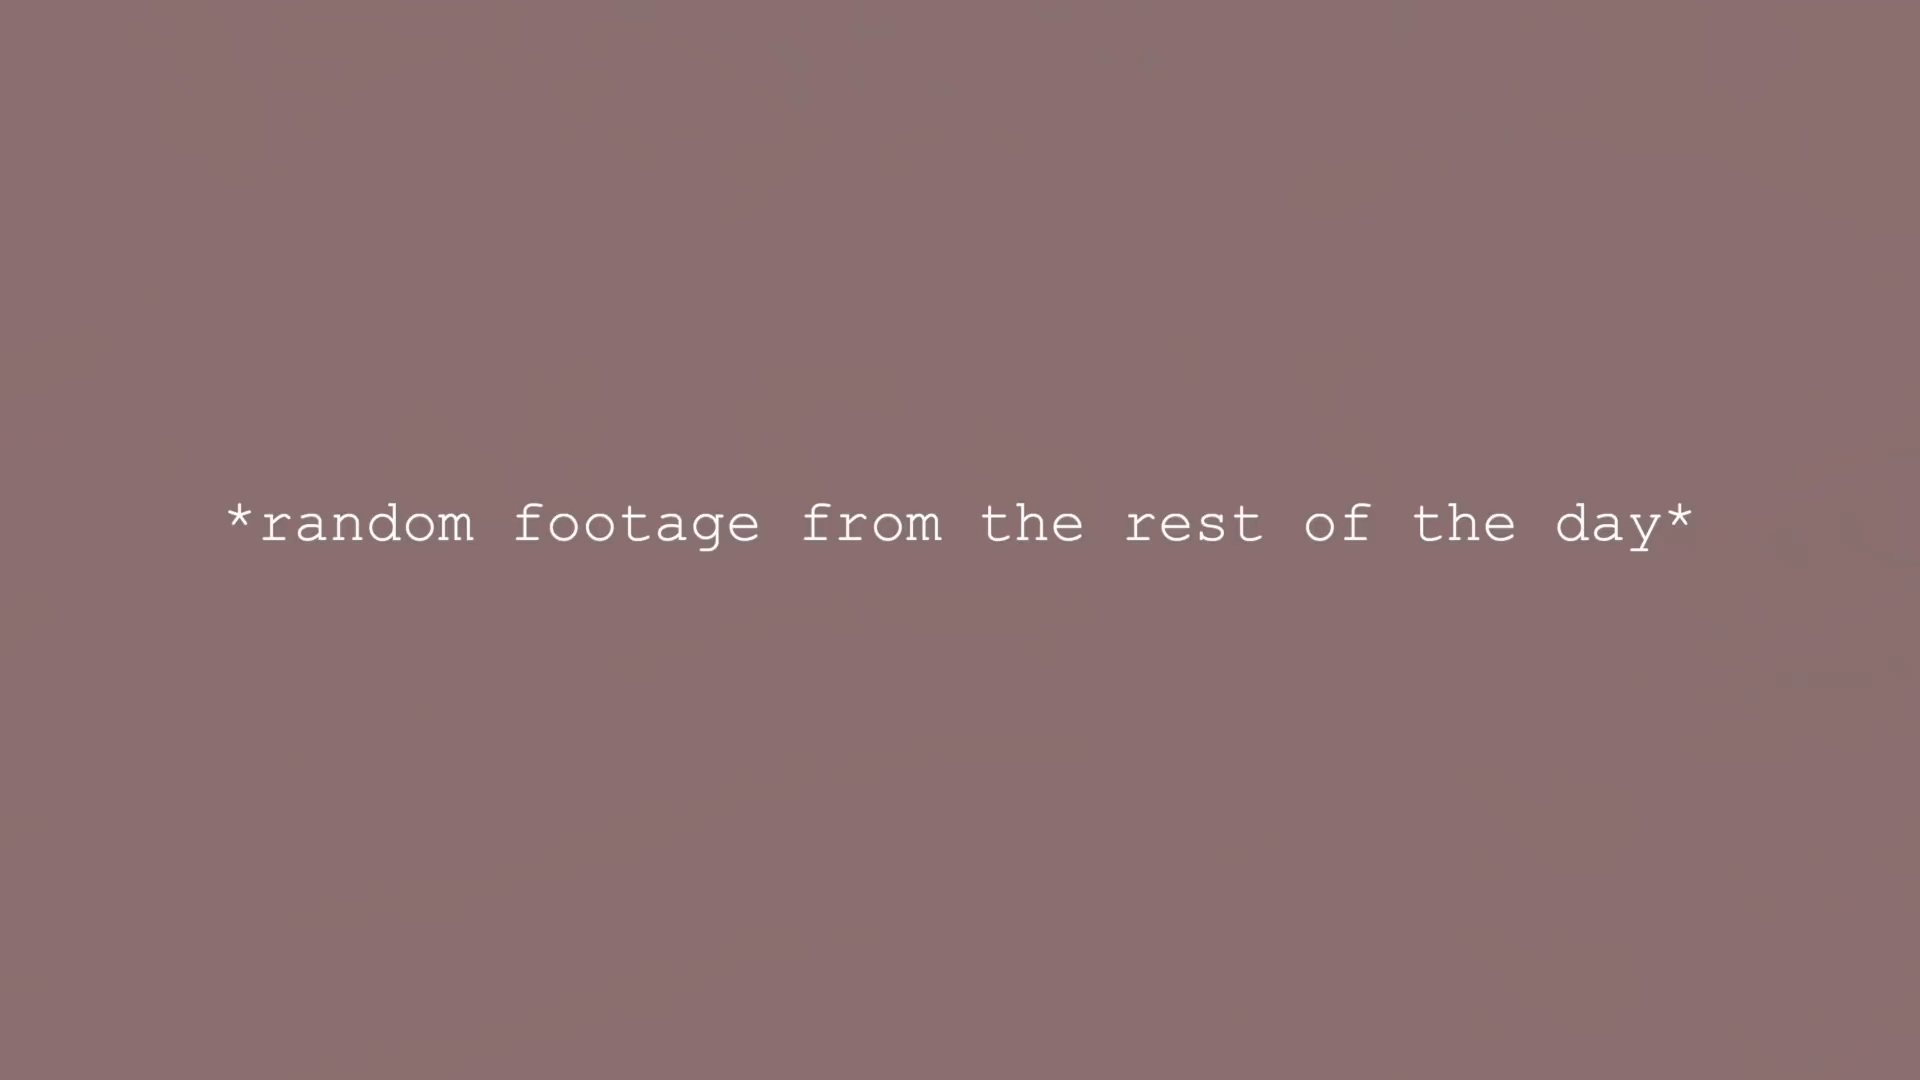 *random footage from the rest of the day*